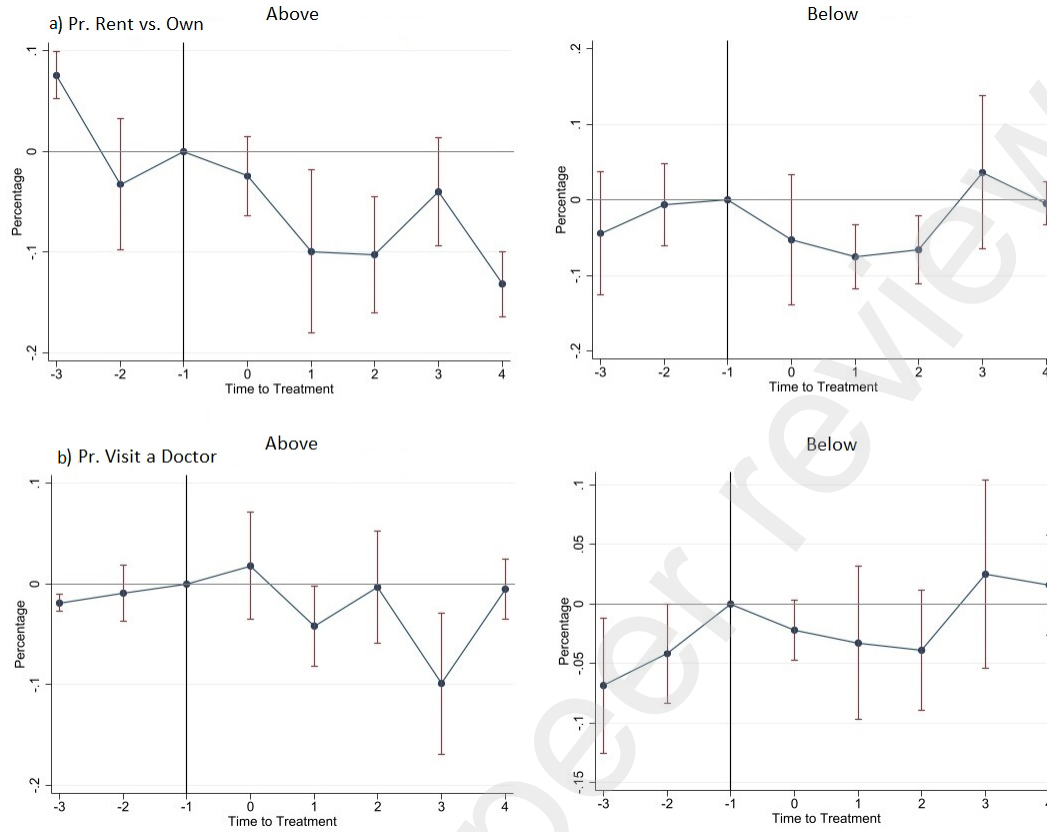 a) Pr. Rent vs. Own
Above
.1
0
-.1
-.2
Percentage
-3 -2 -1 0 1 2 3 4
Time to Treatment
Below
.2
.1
0
-.1
-.2
Percentage
-3 -2 -1 0 1 2 3 4
Time to Treatment
b) Pr. Visit a Doctor
Above
.1
0
-.1
-.2
Percentage
-3 -2 -1 0 1 2 3 4
Time to Treatment
Below
.1
.05
0
-.05
-.1
-.15
Percentage
-3 -2 -1 0 1 2 3
Time to Treatment
peer review